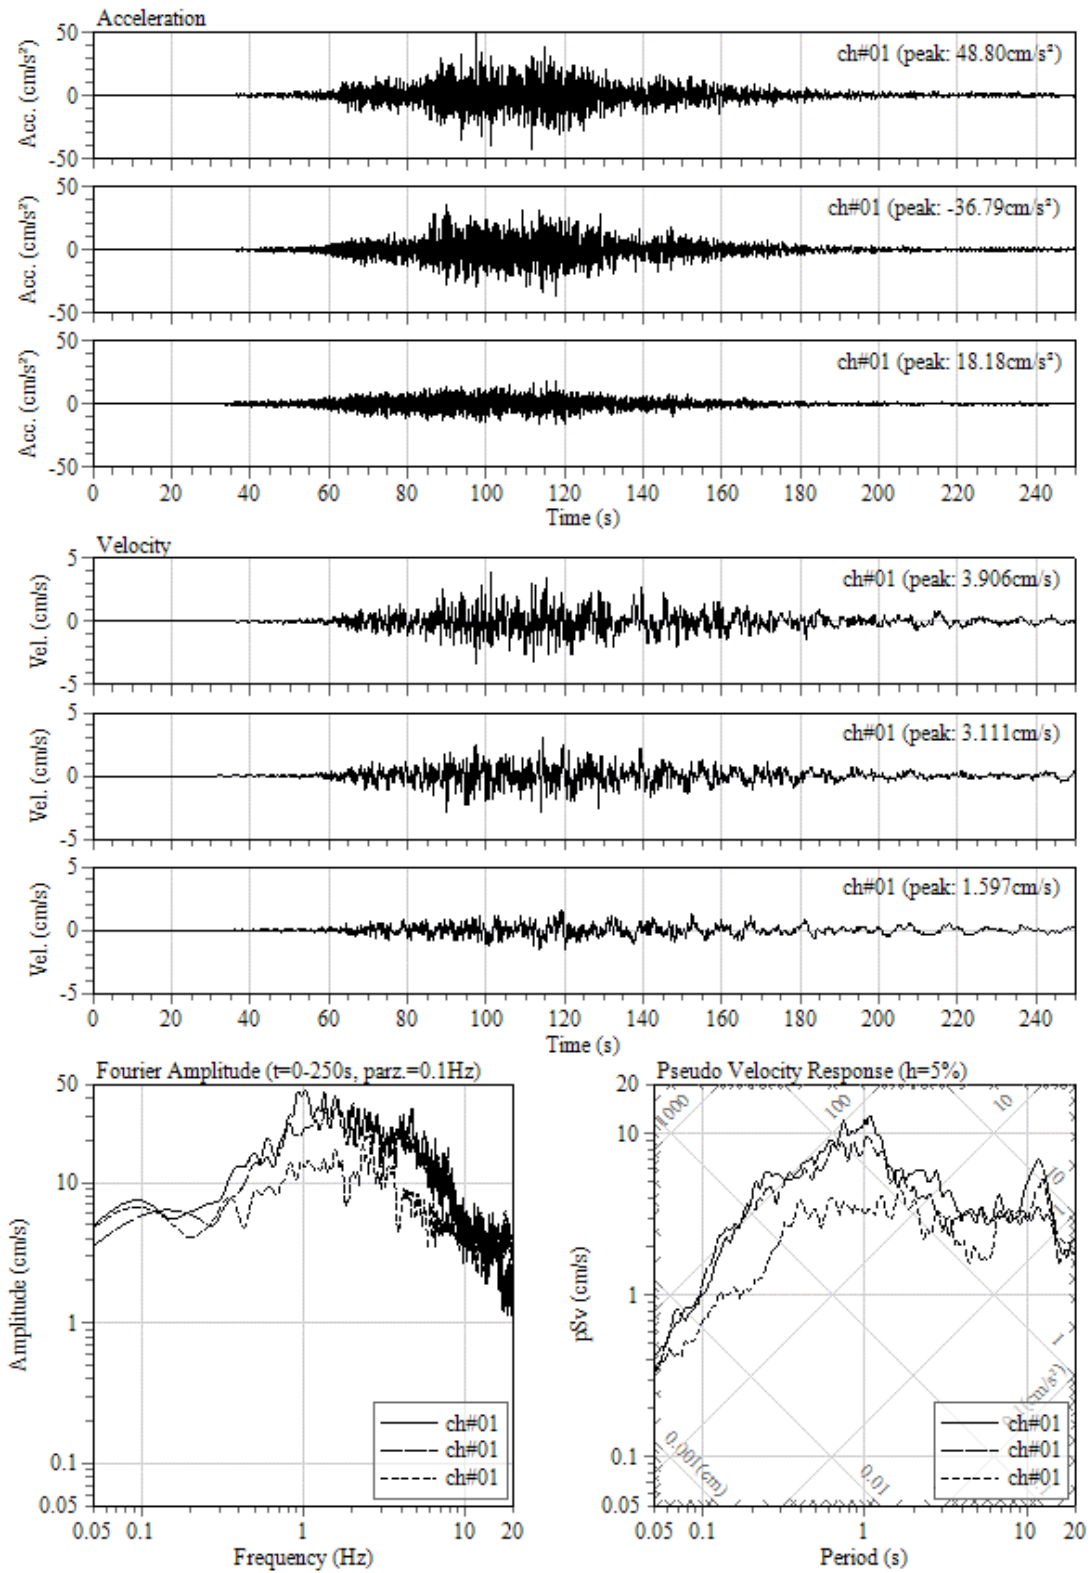 Acceleration
50
0
-50
Acc. (cm/s²)
ch#01 (peak: 48.80cm/s²)
50
0
-50
Acc. (cm/s²)
ch#01 (peak: -36.79cm/s²)
50
0
-50
Acc. (cm/s²)
ch#01 (peak: 18.18cm/s²)
0 20 40 60 80 100 120 140 160 180 200 220 240
Time (s)
Velocity
5
0
-5
Vel. (cm/s)
ch#01 (peak: 3.906cm/s)
5
0
-5
Vel. (cm/s)
ch#01 (peak: 3.111cm/s)
5
0
-5
Vel. (cm/s)
ch#01 (peak: 1.597cm/s)
0 20 40 60 80 100 120 140 160 180 200 220 240
Time (s)
Fourier Amplitude (t=0-250s, parz.=0.1Hz)
50
10
1
0.1
0.05
Amplitude (cm/s)
ch#01
ch#01
ch#01
0.05 0.1 1 10 20
Frequency (Hz)
Pseudo Velocity Response (h=5%)
20
10
1
0.1
0.05
pSv (cm/s)
1000
100
10
10
1
1
0.1(cm/s²)
0.001(cm)
0.01
ch#01
ch#01
ch#01
0.05 0.1 1 10 20
Period (s)